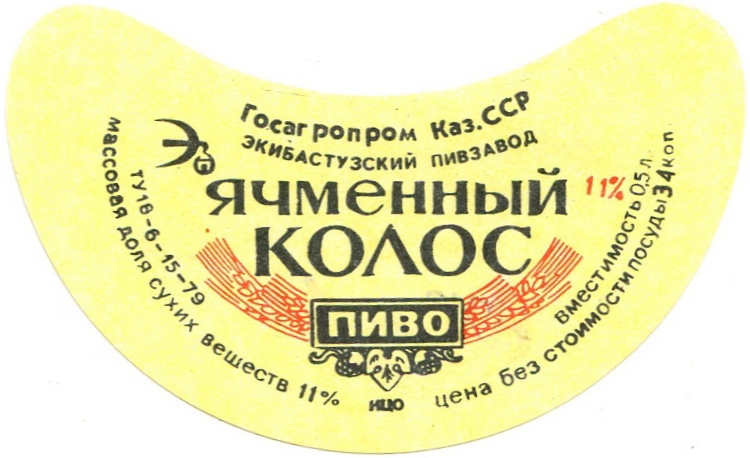 Госагропром Каз.ССР
ЭКИБАСТУЗСКИЙ ПИВЗАВОД
ЯЧМЕННЫЙ
КОЛОС
11%
ПИВО
ТУ18-6-15-79
массовая доля сухих веществ 11%
НЦО
вместимость 0,5 л.
цена без стоимости посуды 34 коп